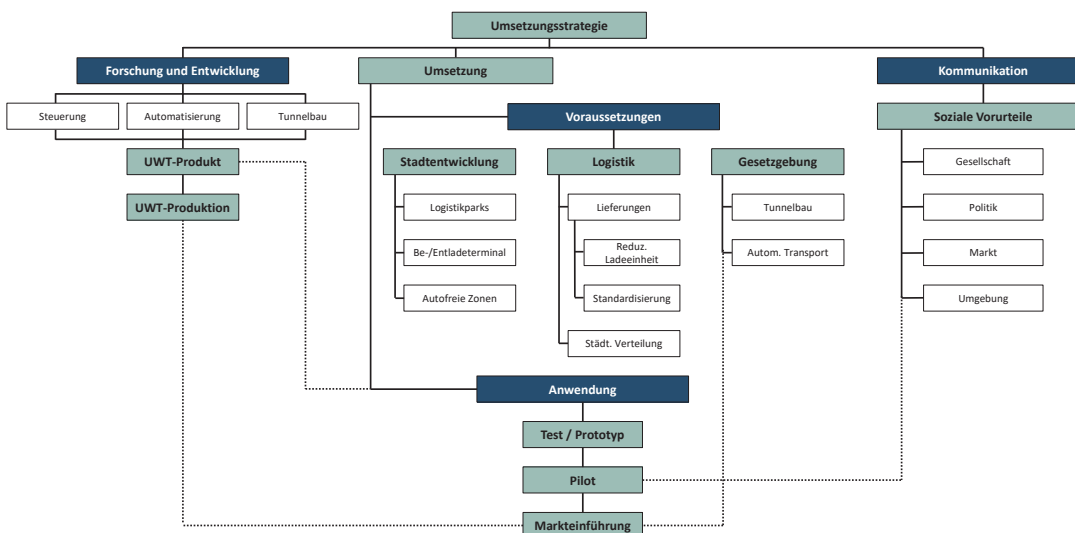 Umsetzungsstrategie
Forschung und Entwicklung
Umsetzung
Kommunikation
Steuerung
Automatisierung
Tunnelbau
Voraussetzungen
Soziale Vorurteile
UWT-Produkt
Stadtentwicklung
Logistik
Gesetzgebung
Gesellschaft
UWT-Produktion
Logistikparks
Lieferungen
Tunnelbau
Politik
Be-/Entladeterminal
Reduz.
Ladeeinheit
Autom. Transport
Markt
Autofreie Zonen
Standardisierung
Umgebung
Städt. Verteilung
Anwendung
Test / Prototyp
Pilot
Markteinführung